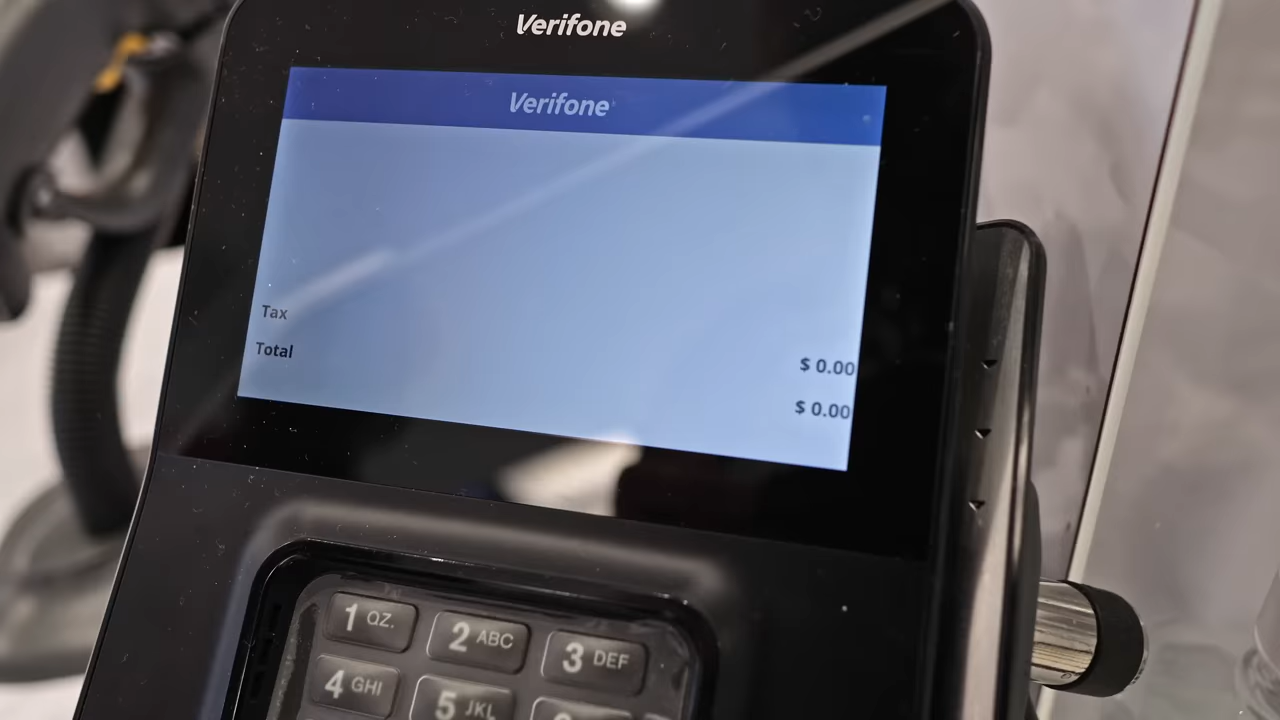 Verifone
Verifone
Tax
$ 0.00
Total
$ 0.00
1 QZ.
2 ABC
3 DEF
4 GHI
5 JKL